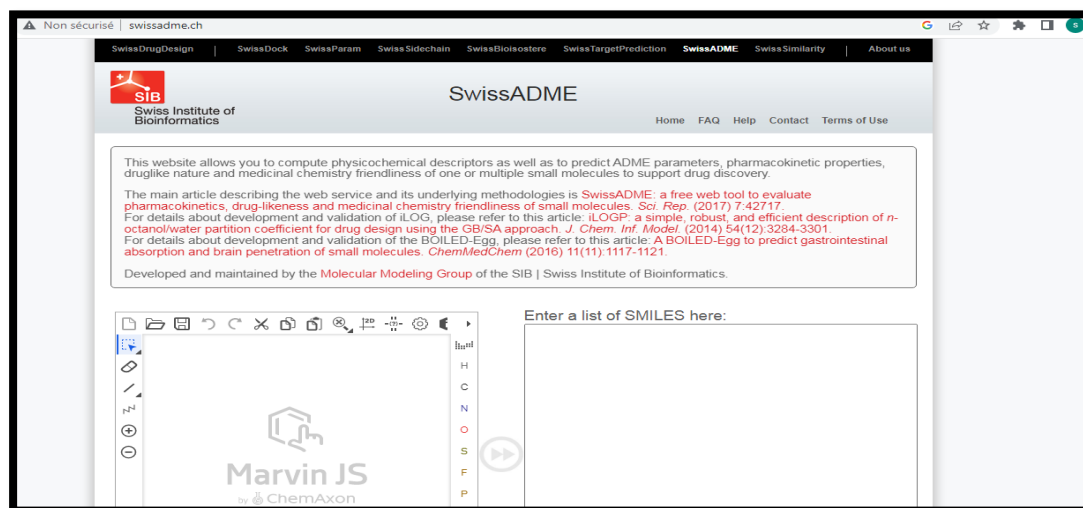 Non sécurisé | swissadme.ch
SwissDrugDesign | SwissDock SwissParam SwissSidechain SwissBioisostere SwissTargetPrediction SwissADME SwissSimilarity | About us
SIB
Swiss Institute of
Bioinformatics
SwissADME
Home FAQ Help Contact Terms of Use
This website allows you to compute physicochemical descriptors as well as to predict ADME parameters, pharmacokinetic properties,
druglike nature and medicinal chemistry friendliness of one or multiple small molecules to support drug discovery.
The main article describing the web service and its underlying methodologies is SwissADME: a free web tool to evaluate
pharmacokinetics, drug-likeness and medicinal chemistry friendliness of small molecules. Sci. Rep. (2017) 7:42717.
For details about development and validation of iLOG, please refer to this article: iLOGP: a simple, robust, and efficient description of n-
octanol/water partition coefficient for drug design using the GB/SA approach. J. Chem. Inf. Model. (2014) 54(12):3284-3301.
For details about development and validation of the BOILED-Egg, please refer to this article: A BOILED-Egg to predict gastrointestinal
absorption and brain penetration of small molecules. ChemMedChem (2016) 11(11):1117-1121.
Developed and maintained by the Molecular Modeling Group of the SIB | Swiss Institute of Bioinformatics.
Enter a list of SMILES here:
2D
H
C
N
O
S
F
P
Marvin JS
by ChemAxon